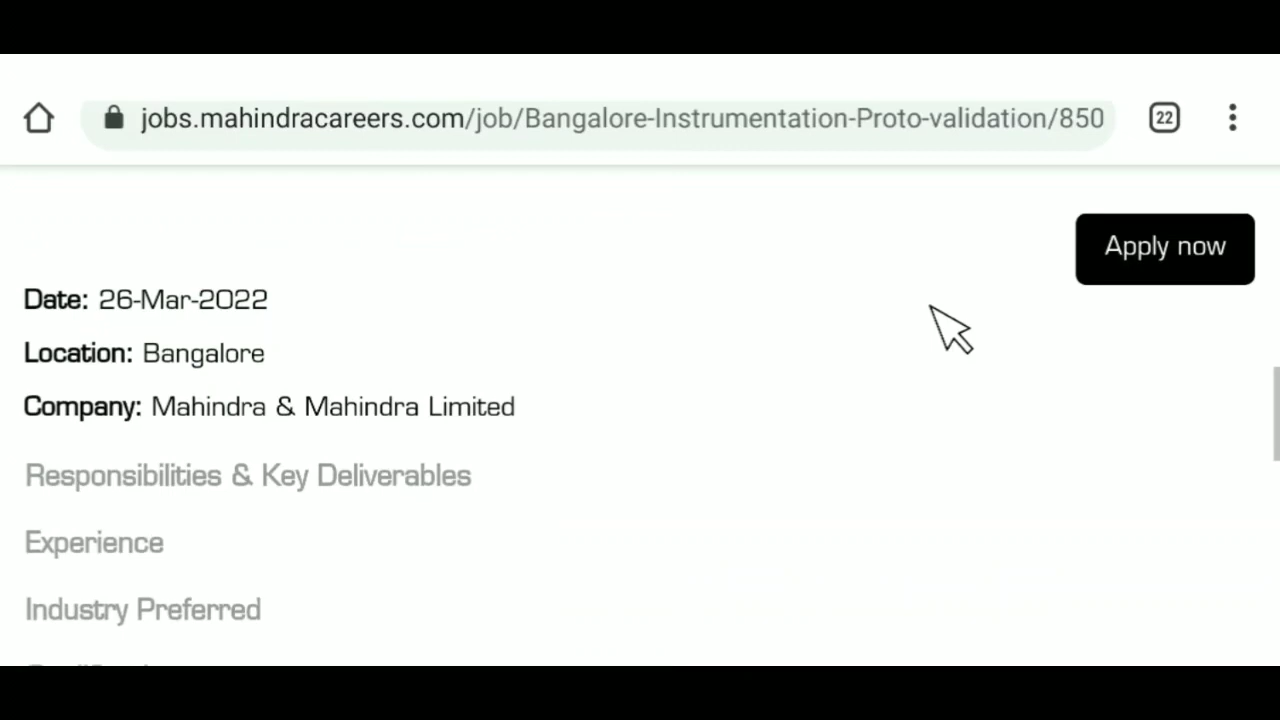 jobs.mahindracareers.com/job/Bangalore-Instrumentation-Proto-validation/850
22
Apply now
Date: 26-Mar-2022
Location: Bangalore
Company: Mahindra & Mahindra Limited
Responsibilities & Key Deliverables
Experience
Industry Preferred